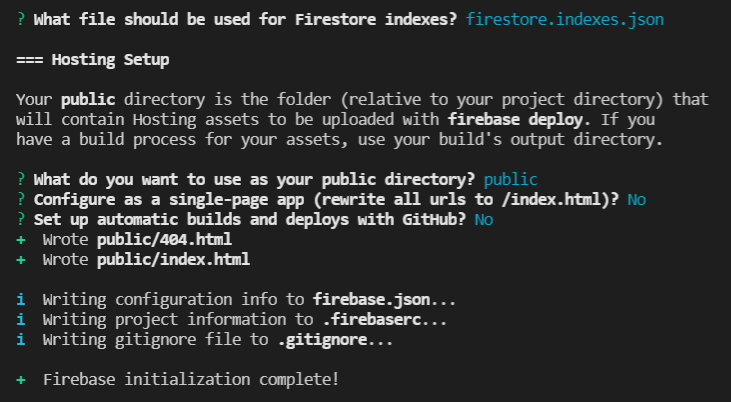 ? What file should be used for Firestore indexes? firestore.indexes.json
=== Hosting Setup
Your public directory is the folder (relative to your project directory) that
will contain Hosting assets to be uploaded with firebase deploy. If you
have a build process for your assets, use your build's output directory.
? What do you want to use as your public directory? public
? Configure as a single-page app (rewrite all urls to /index.html)? No
? Set up automatic builds and deploys with GitHub? No
+ Wrote public/404.html
+ Wrote public/index.html
i Writing configuration info to firebase.json...
i Writing project information to .firebaserc...
i Writing gitignore file to .gitignore...
+ Firebase initialization complete!